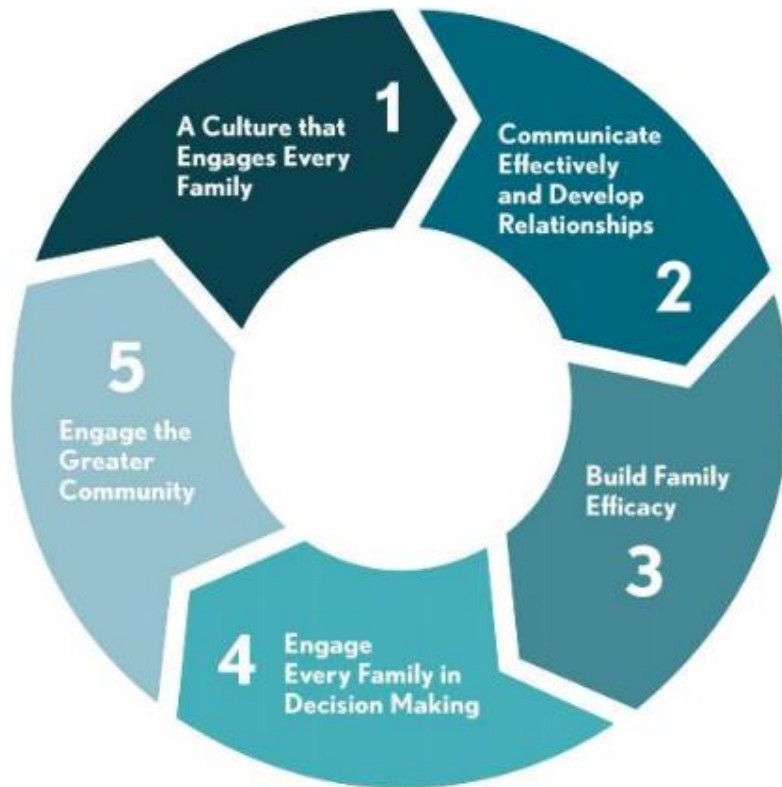 1
A Culture that
Engages Every
Family
Communicate
Effectively
and Develop
Relationships
2
Build Family
Efficacy
3
4
Engage
Every Family in
Decision Making
5
Engage the
Greater
Community